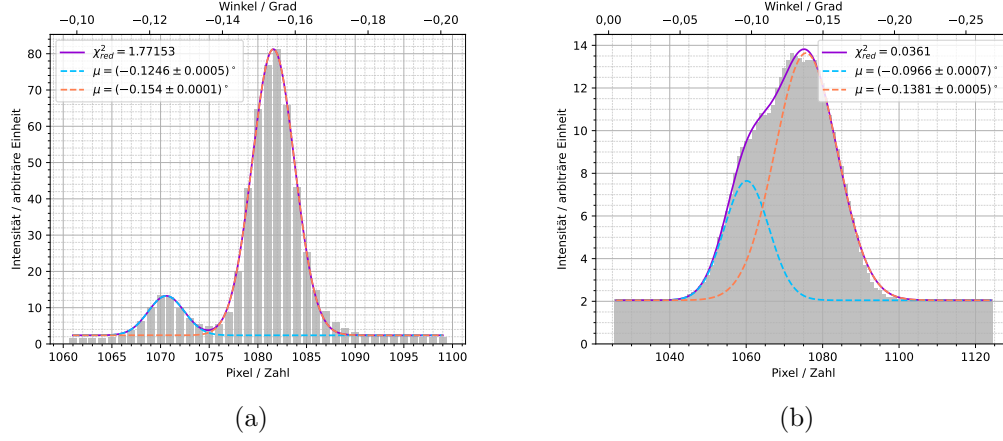 Winkel / Grad
−0,10 −0,12 −0,14 −0,15 −0,16 −0,18 −0,20
χ²red = 1.77153
μ = (−0.1246 ± 0.0005)°
μ = (−0.154 ± 0.0001)°
Intensität / arbiträre Einheit
80
70
60
50
40
30
20
10
0
1060 1065 1070 1075 1080 1085 1090 1095 1100
Pixel / Zahl
(a)
Winkel / Grad
0,00 −0,05 −0,10 −0,14 −0,20 −0,26
χ²red = 0.0361
μ = (−0.0966 ± 0.0007)°
μ = (−0.1381 ± 0.0005)°
Intensität / arbiträre Einheit
14
12
10
8
6
4
2
0
1040 1060 1080 1100 1120
Pixel / Zahl
(b)